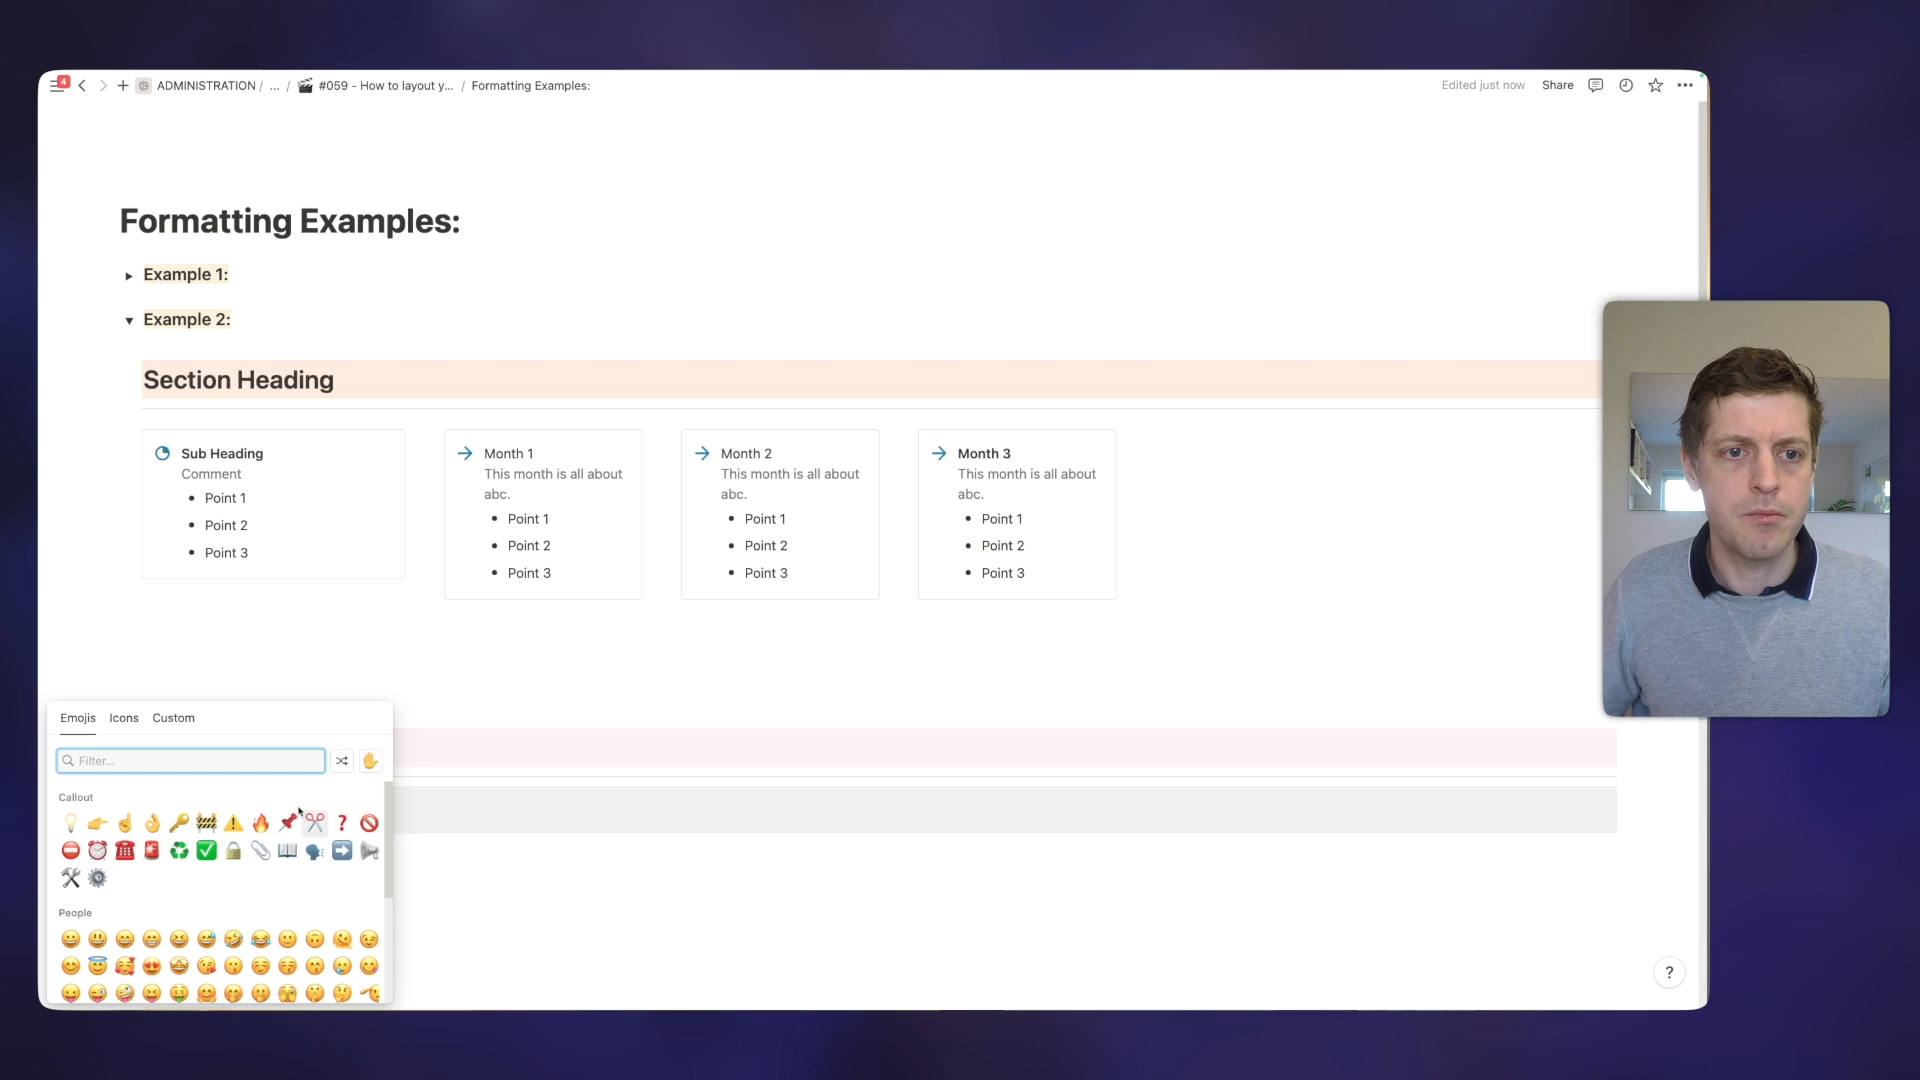 4
ADMINISTRATION / ... / #059 - How to layout y... / Formatting Examples:
Edited just now Share
Formatting Examples:
Example 1:
Example 2:
Section Heading
Sub Heading
Comment
• Point 1
• Point 2
• Point 3
Month 1
This month is all about
abc.
• Point 1
• Point 2
• Point 3
Month 2
This month is all about
abc.
• Point 1
• Point 2
• Point 3
Month 3
This month is all about
abc.
• Point 1
• Point 2
• Point 3
Emojis Icons Custom
Filter...
Callout
People
?